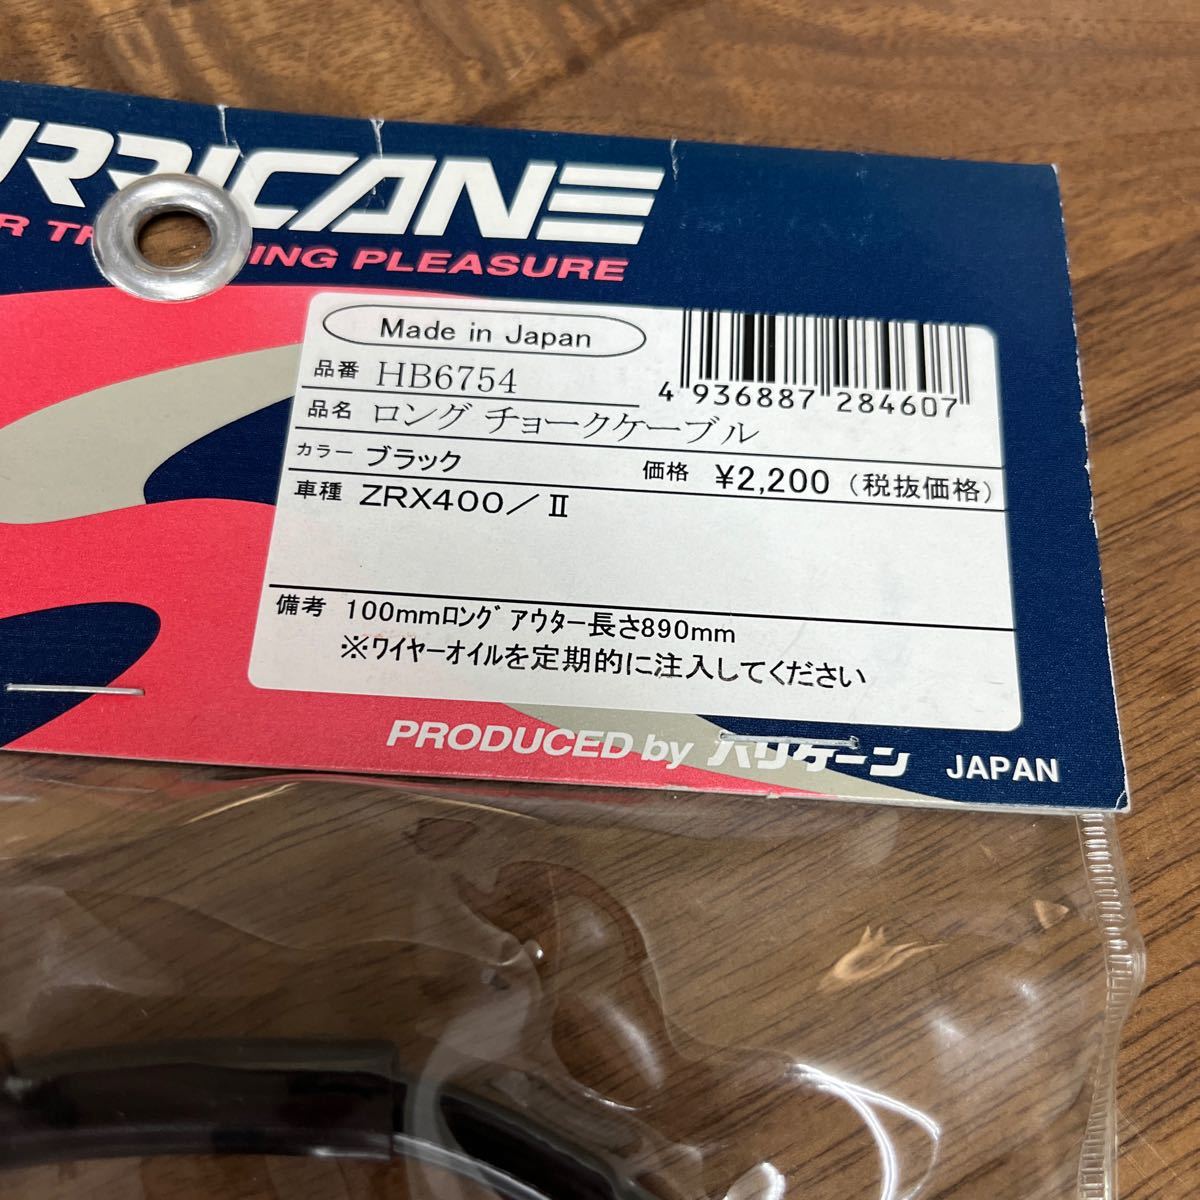 URRICANE
R TH ING PLEASURE
Made in Japan
4 936887 284607
品番 HB6754
品名 ロング チョークケーブル
カラー ブラック 価格 ¥2,200 (税抜価格)
車種 ZRX400／Ⅱ
備考 100mmロング アウター長さ890mm
※ワイヤーオイルを定期的に注入してください
PRODUCED by ハリケーン JAPAN